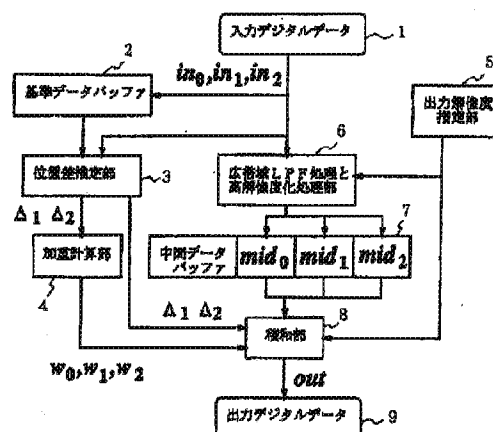 入力デジタルデータ
1
2
in₀,in₁,in₂
基準データバッファ
5
出力解像度
指定部
6
広帯域LPF処理と
高解像度化処理部
位置差推定部
3
Δ₁ Δ₂
7
加重計算部
中間データ
バッファ
mid₀
mid₁
mid₂
4
8
Δ₁ Δ₂
積和部
w₀,w₁,w₂
out
出力デジタルデータ
9